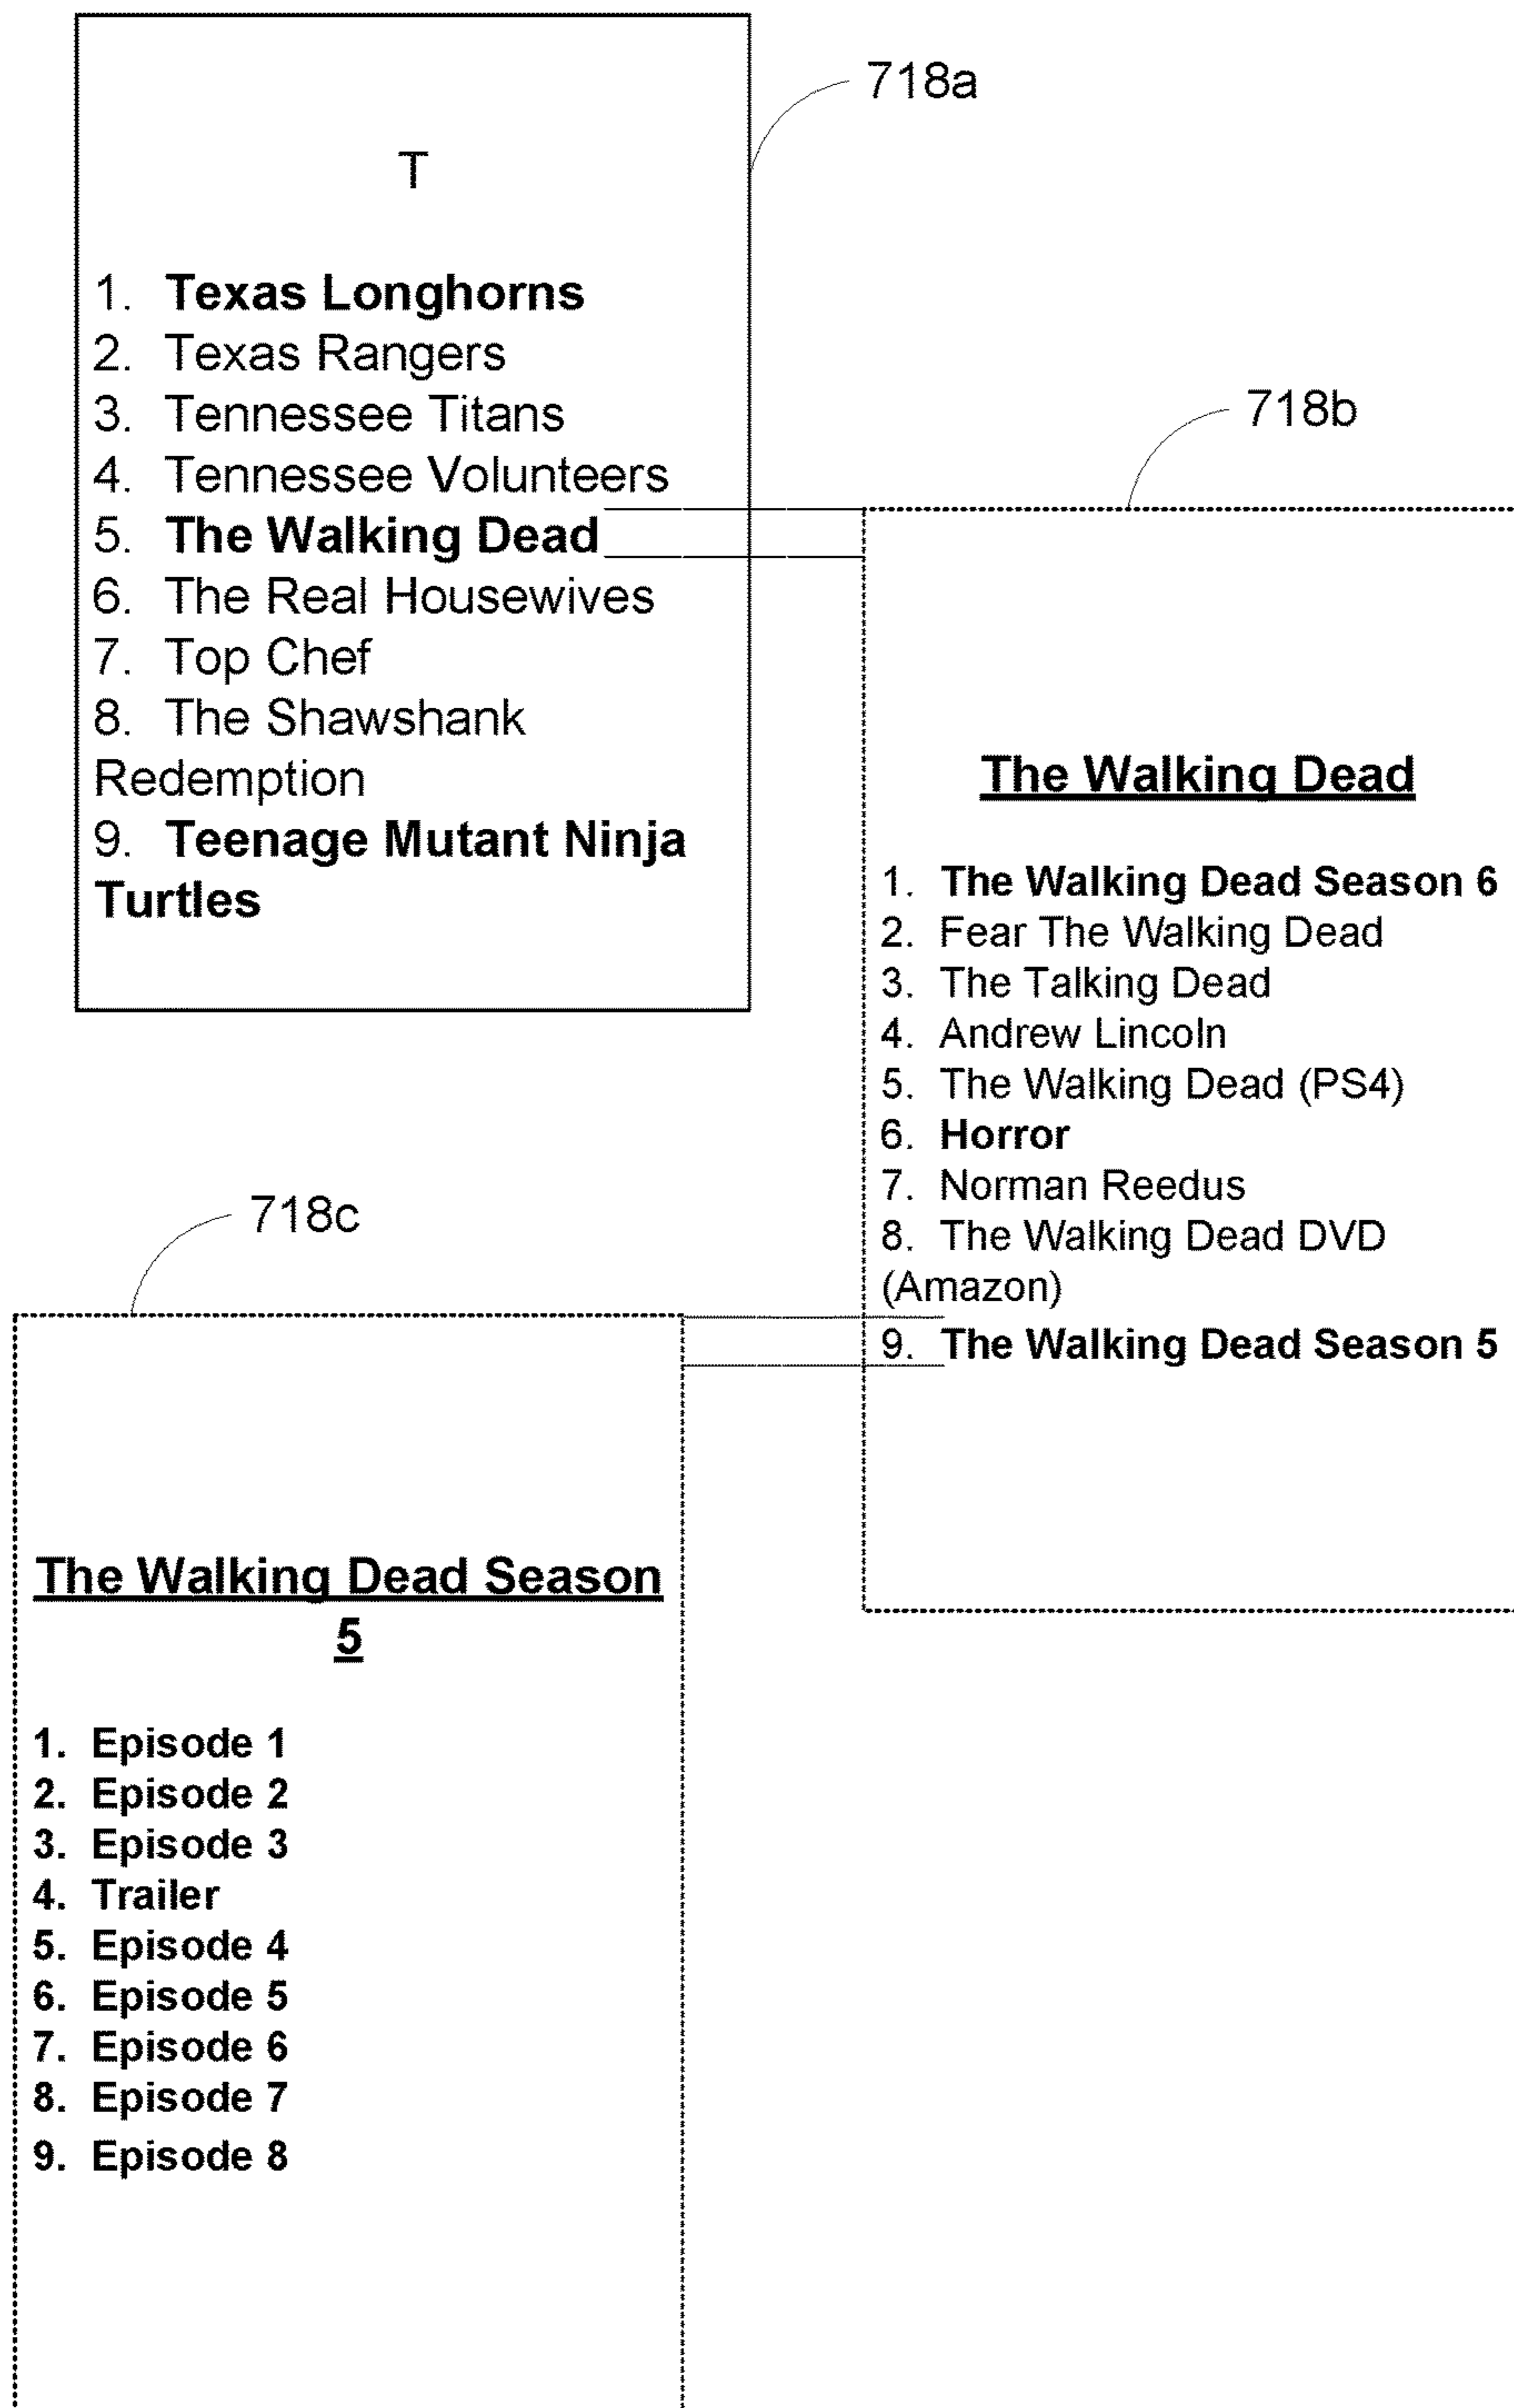 718a
T
1. Texas Longhorns
2. Texas Rangers
3. Tennessee Titans
4. Tennessee Volunteers
5. The Walking Dead
6. The Real Housewives
7. Top Chef
8. The Shawshank
Redemption
9. Teenage Mutant Ninja
Turtles
718b
The Walking Dead
1. The Walking Dead Season 6
2. Fear The Walking Dead
3. The Talking Dead
4. Andrew Lincoln
5. The Walking Dead (PS4)
6. Horror
7. Norman Reedus
8. The Walking Dead DVD
(Amazon)
9. The Walking Dead Season 5
718c
The Walking Dead Season
5
1. Episode 1
2. Episode 2
3. Episode 3
4. Trailer
5. Episode 4
6. Episode 5
7. Episode 6
8. Episode 7
9. Episode 8